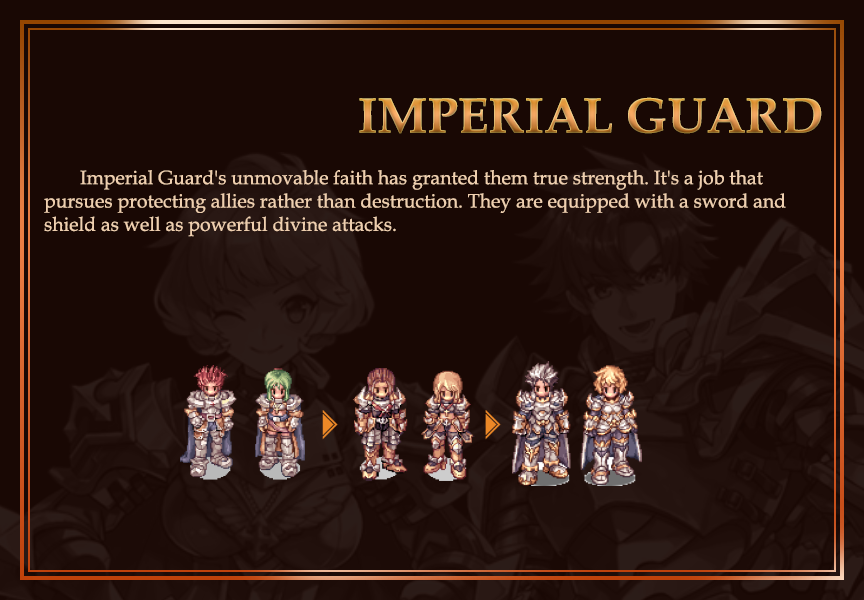 IMPERIAL GUARD
Imperial Guard's unmovable faith has granted them true strength. It's a job that
pursues protecting allies rather than destruction. They are equipped with a sword and
shield as well as powerful divine attacks.